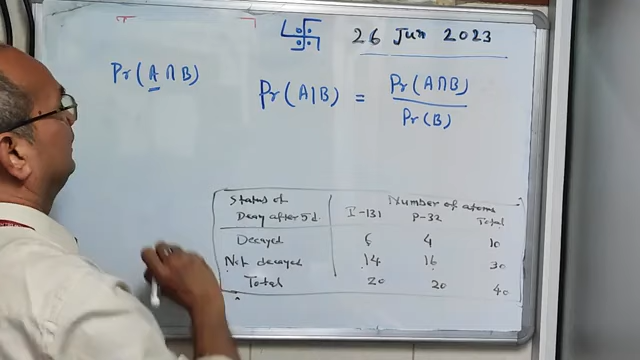 26 Jun 2023
Pr (A ∩ B)
Pr (A | B) = Pr (A ∩ B) / Pr (B)
Status of Decay after 5d. Number of atoms
I-131 P-32 Total
Decayed 6 4 10
Not decayed 14 16 30
Total 20 20 40